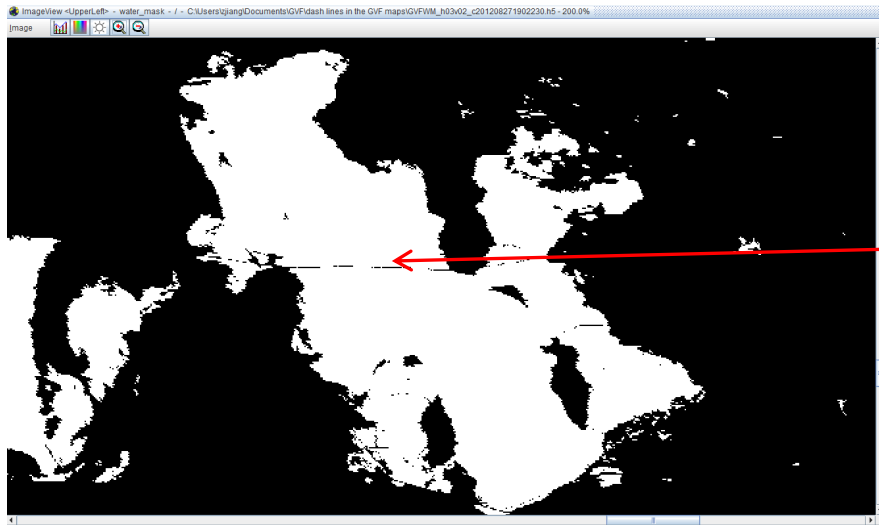 ImageView <UpperLeft> - water_mask - / - C:\Users\zjiang\Documents\GVF\dash lines in the GVF maps\GVFWM_h03v02_c201208271902230.h5 - 200.0%
Image